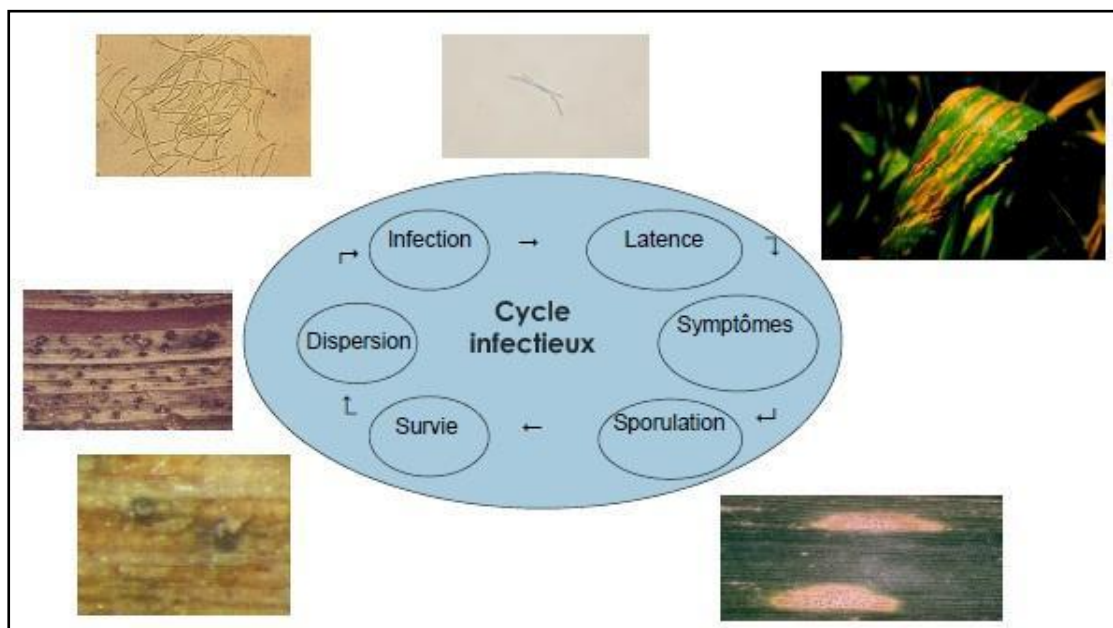 Infection
Latence
Cycle
infectieux
Symptômes
Dispersion
Survie
Sporulation